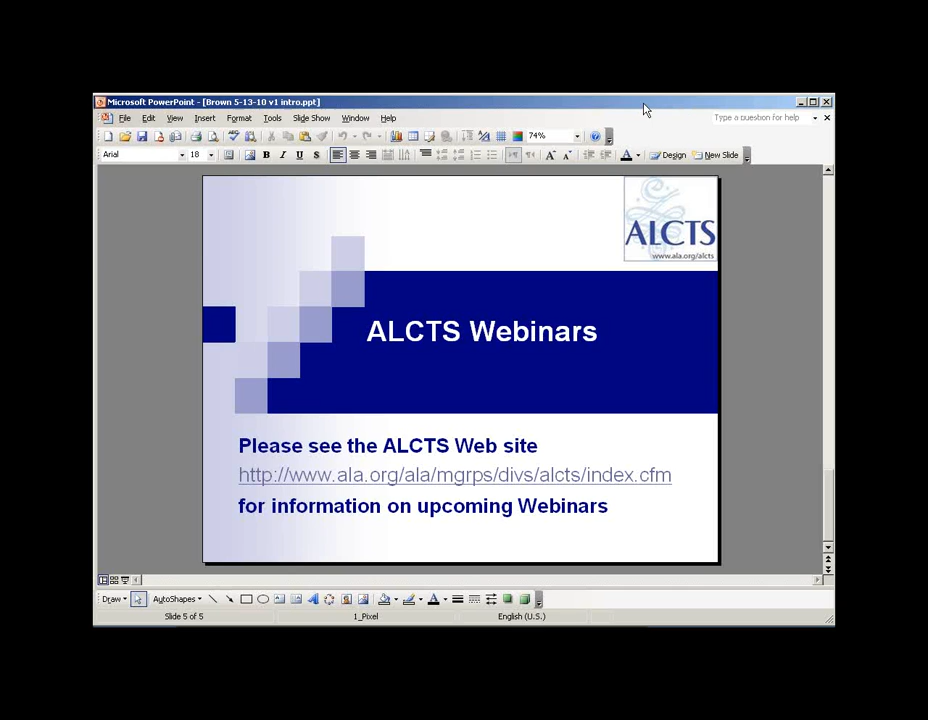 Microsoft PowerPoint - [Brown 5-13-10 v1 intro.ppt]
File Edit View Insert Format Tools Slide Show Window Help
Type a question for help
74%
Arial 18 B I U S A A A Design New Slide
ALCTS
www.ala.org/alcts
ALCTS Webinars
Please see the ALCTS Web site
http://www.ala.org/ala/mgrps/divs/alcts/index.cfm
for information on upcoming Webinars
Draw AutoShapes A
Slide 5 of 5 1_Pixel English (U.S.)